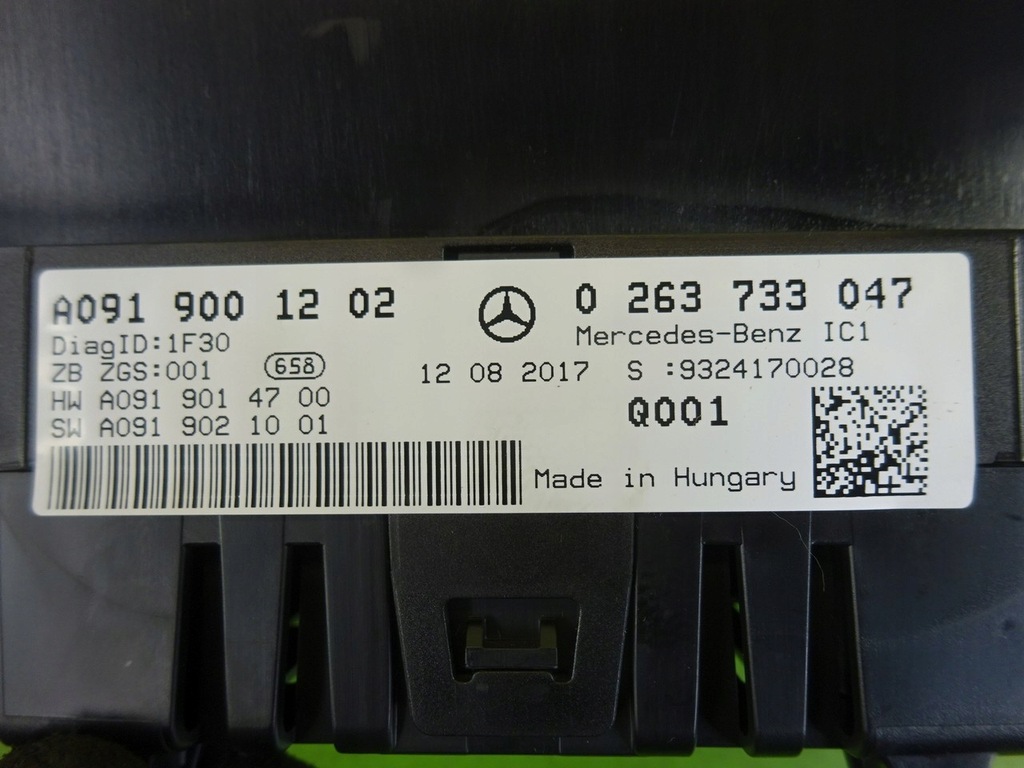 A091 900 12 02
0 263 733 047
DiagID:1F30
Mercedes-Benz IC1
ZB ZGS:001
658
12 08 2017 S :9324170028
HW A091 901 47 00
Q001
SW A091 902 10 01
Made in Hungary